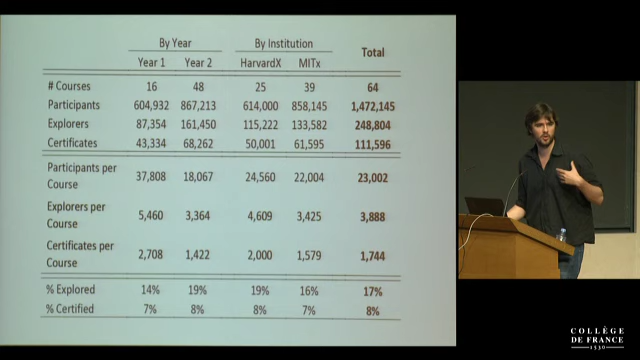 By Year By Institution Total
Year 1 Year 2 HarvardX MITx
# Courses 16 48 25 39 64
Participants 604,932 867,213 614,000 858,145 1,472,145
Explorers 87,354 161,450 115,222 133,582 248,804
Certificates 43,334 68,262 50,001 61,595 111,596
Participants per
Course 37,808 18,067 24,560 22,004 23,002
Explorers per
Course 5,460 3,364 4,609 3,425 3,888
Certificates per
Course 2,708 1,422 2,000 1,579 1,744
% Explored 14% 19% 19% 16% 17%
% Certified 7% 8% 8% 7% 8%
COLLÈGE
DE FRANCE
1530